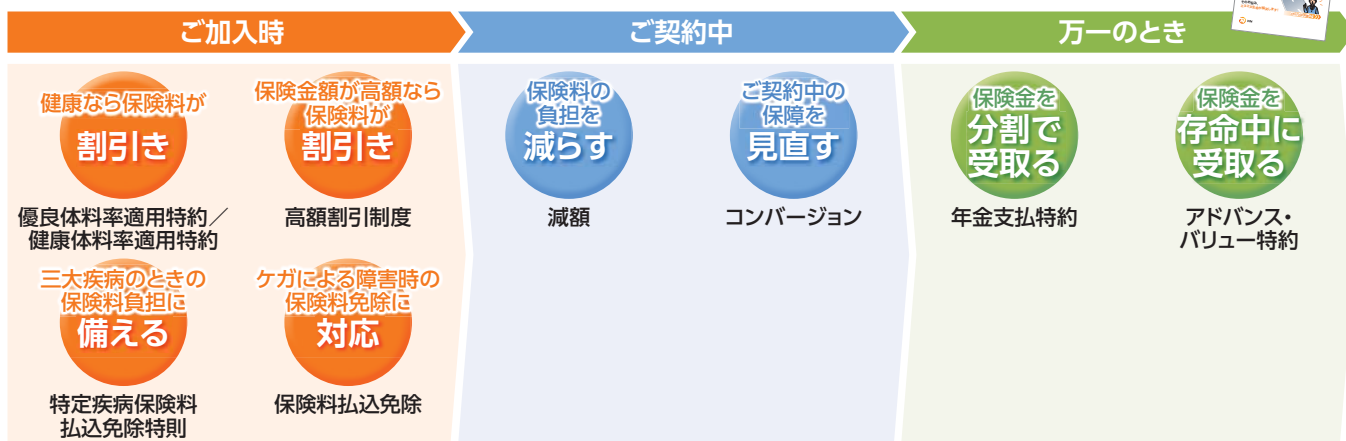 ご加入時
健康なら保険料が
割引き
優良体料率適用特約／
健康体料率適用特約
保険金額が高額なら
保険料が
割引き
高額割引制度
三大疾病のときの
保険料負担に
備える
特定疾病保険料
払込免除特則
ケガによる障害時の
保険料免除に
対応
保険料払込免除
ご契約中
保険料の
負担を
減らす
減額
ご契約中の
保障を
見直す
コンバージョン
万一のとき
保険金を
分割で
受取る
年金支払特約
保険金を
存命中に
受取る
アドバンス・
バリュー特約